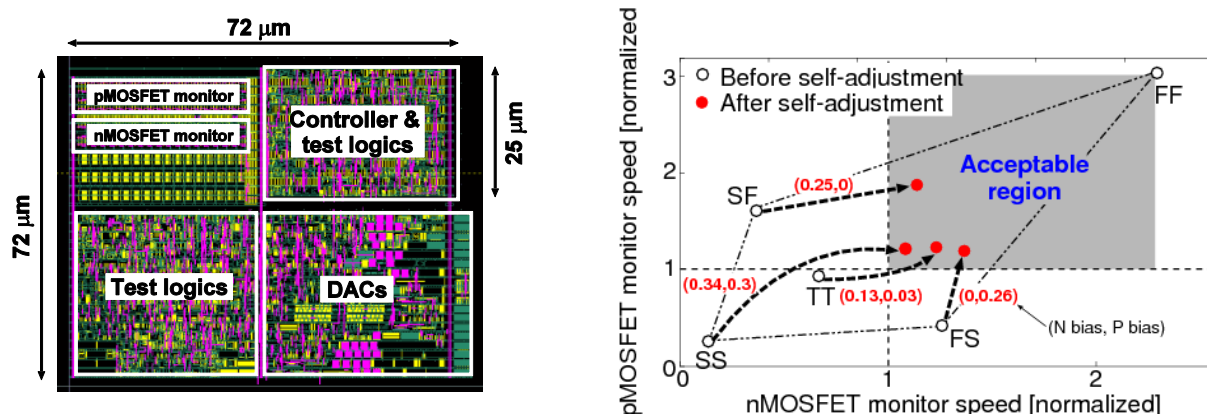 72 μm
72 μm
pMOSFET monitor
nMOSFET monitor
Controller &
test logics
25 μm
Test logics
DACs
pMOSFET monitor speed [normalized]
3
2
1
0
Before self-adjustment
After self-adjustment
FF
Acceptable
region
(0.25,0)
SF
(0.34,0.3)
TT
(0.13,0.03)
(0,0.26)
(N bias, P bias)
FS
SS
0
1
2
nMOSFET monitor speed [normalized]